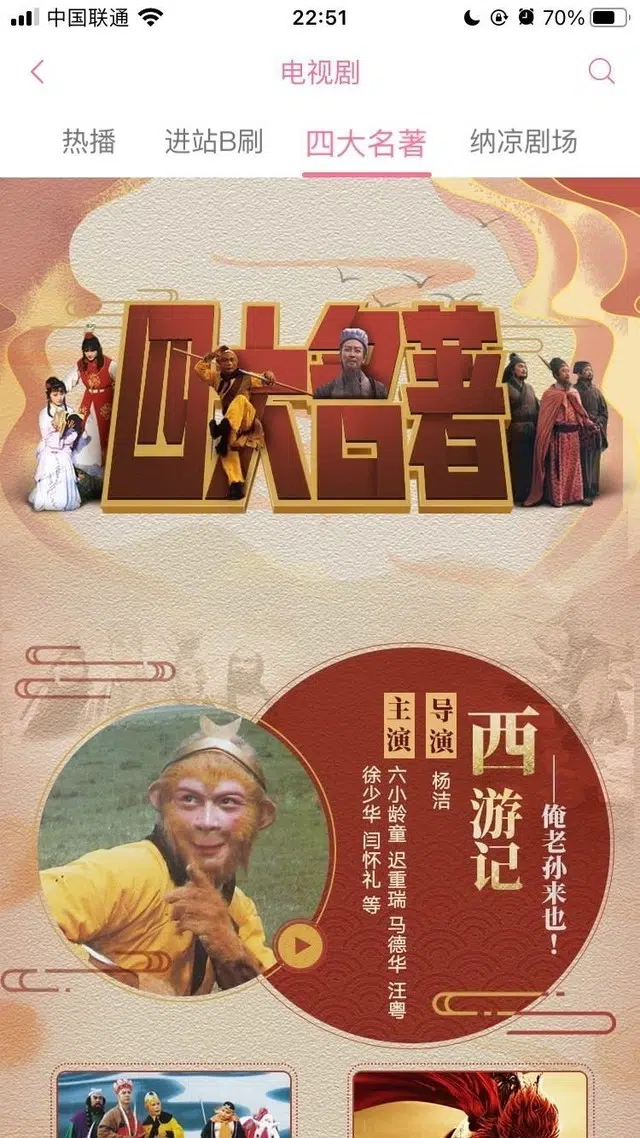 中国联通
22:51
70%
电视剧
热播
进站B刷
四大名著
纳凉剧场
四大名著
——俺老孙来也！
西游记
导演
杨洁
主演
六小龄童 迟重瑞 马德华 汪粤
徐少华 闫怀礼 等